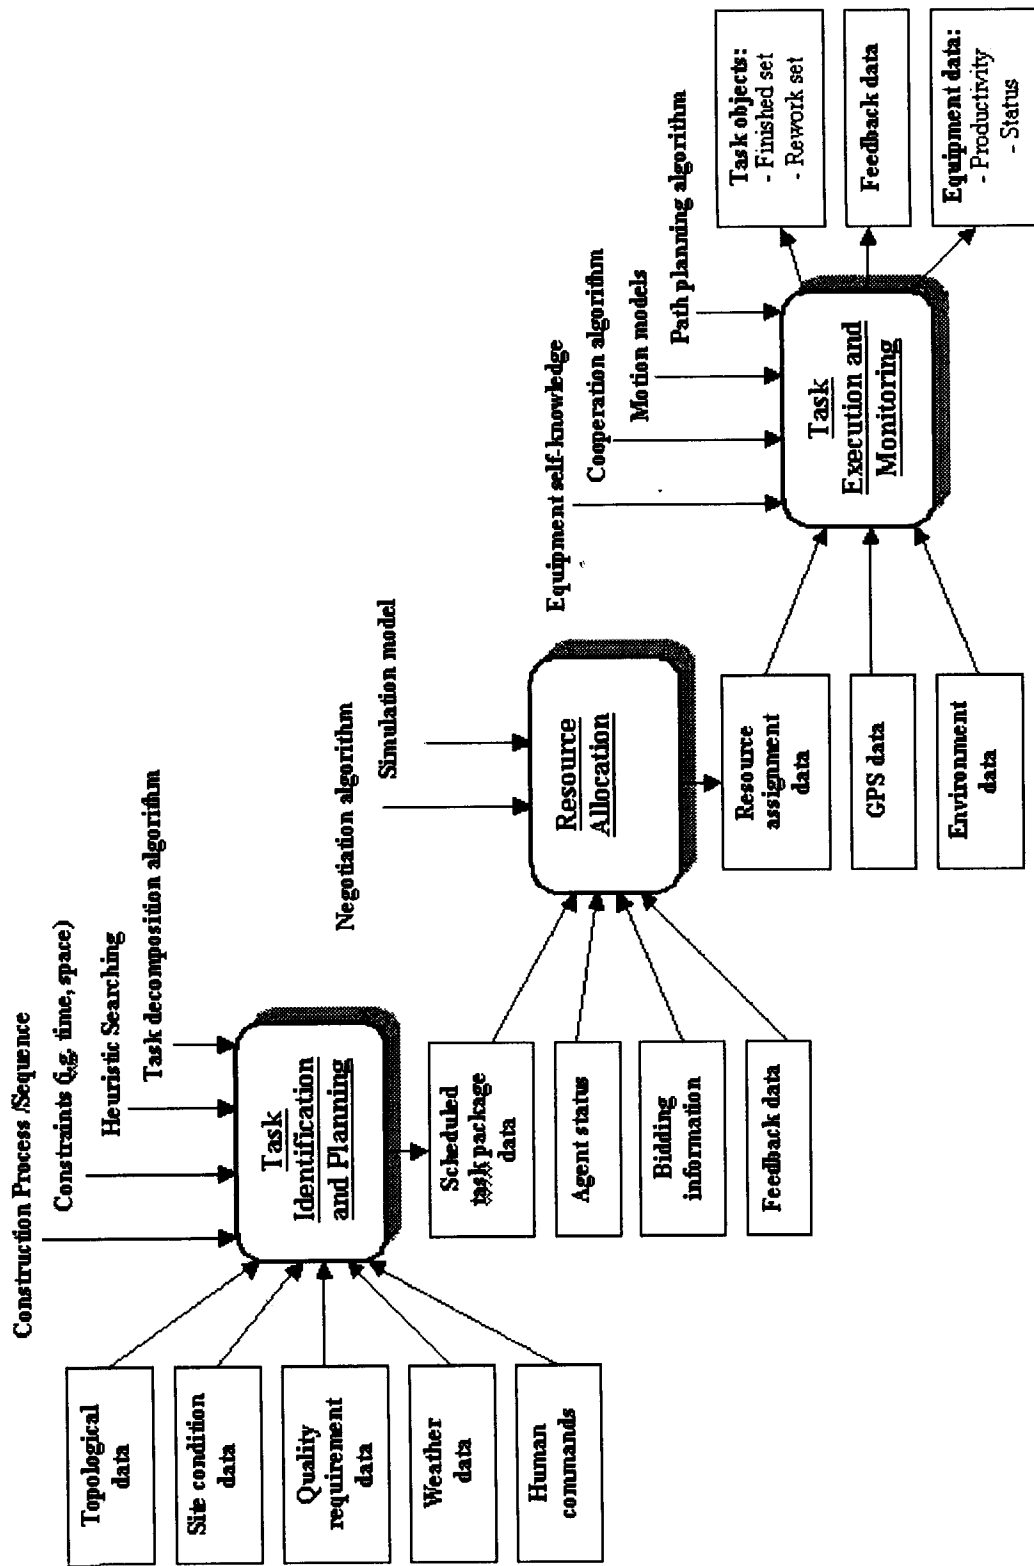 Construction Process /Sequence
Constraints (i.g. time, space)
Heuristic Searching
Task decomposition algorithm
Topological
data
Site condition
data
Quality
requirement
data
Weather
data
Human
commands
Task
Identification
and Planning
Negotiation algorithm
Simulation model
Scheduled
task package
data
Agent status
Bidding
information
Feedback data
Resource
Allocation
Equipment self-knowledge
Cooperation algorithm
Motion models
Path planning algorithm
Resource
assignment
data
GPS data
Environment
data
Task
Execution and
Monitoring
Task objects:
- Finished set
- Rework set
Feedback data
Equipment data:
- Productivity
- Status